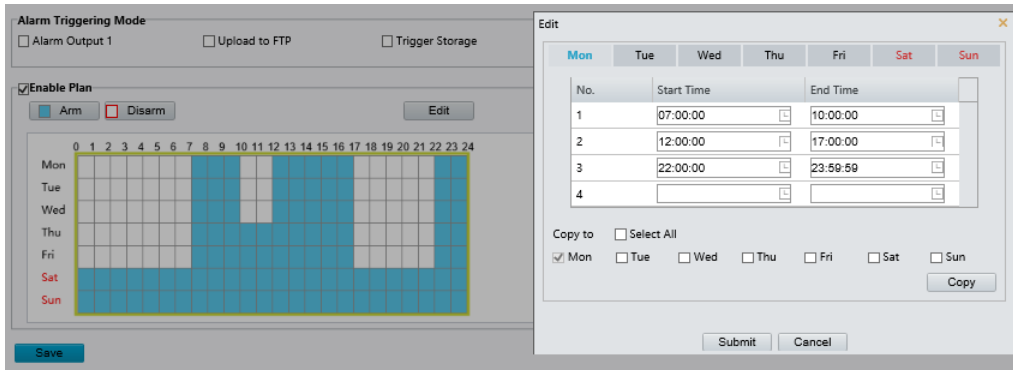 Alarm Triggering Mode
Alarm Output 1 Upload to FTP Trigger Storage
Enable Plan
Arm Disarm Edit
0 1 2 3 4 5 6 7 8 9 10 11 12 13 14 15 16 17 18 19 20 21 22 23 24
Mon
Tue
Wed
Thu
Fri
Sat
Sun
Save
Edit
Mon Tue Wed Thu Fri Sat Sun
No. Start Time End Time
1 07:00:00 10:00:00
2 12:00:00 17:00:00
3 22:00:00 23:59:59
4
Copy to Select All
Mon Tue Wed Thu Fri Sat Sun
Copy
Submit Cancel